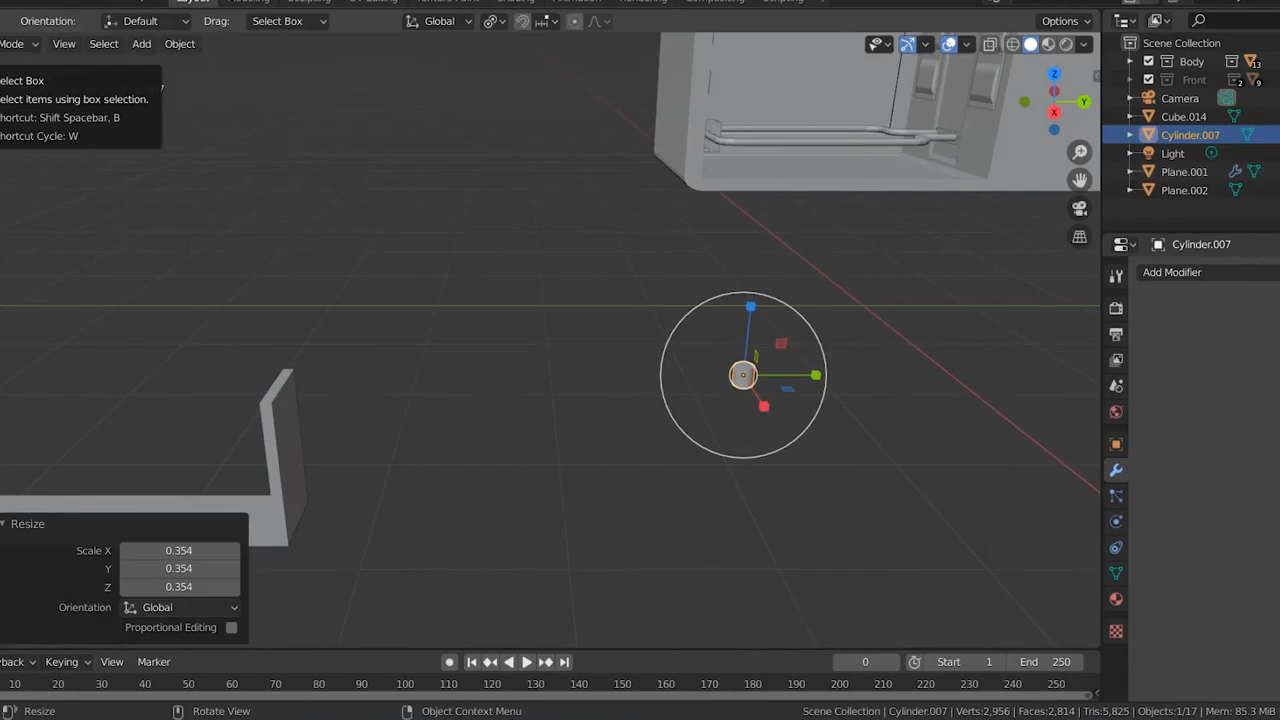 Orientation: Default Drag: Select Box Global Options
Mode View Select Add Object
elect Box
elect items using box selection.
hortcut: Shift Spacebar, B
hortcut Cycle: W
Z
Y
X
Scene Collection
Body 13
Front 2 9
Camera
Cube.014
Cylinder.007
Light
Plane.001
Plane.002
Cylinder.007
Add Modifier
Resize
Scale X 0.354
Y 0.354
Z 0.354
Orientation Global
Proportional Editing
yback Keying View Marker 0 Start 1 End 250
10 20 30 40 50 60 70 80 90 100 110 120 130 140 150 160 170 180 190 200 210 220 230 240 250
Resize Rotate View Object Context Menu Scene Collection | Cylinder.007 | Verts:2,956 | Faces:2,814 | Tris:5,825 | Objects:1/17 | Mem: 85.3 MiB